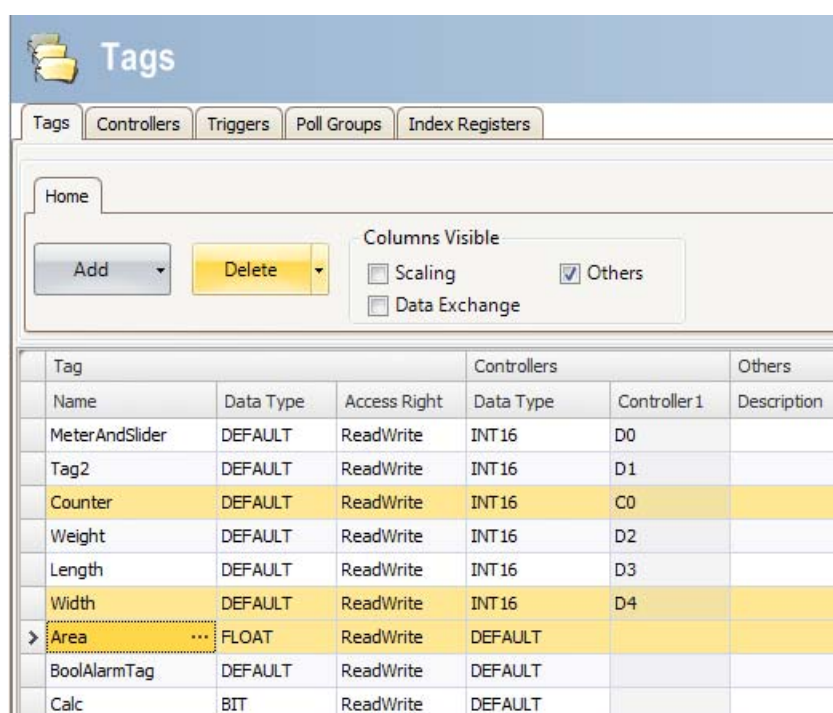 Tags
Tags Controllers Triggers Poll Groups Index Registers
Home
Columns Visible
Add Delete Scaling Others
Data Exchange
Tag Controllers Others
Name Data Type Access Right Data Type Controller1 Description
MeterAndSlider DEFAULT ReadWrite INT16 D0
Tag2 DEFAULT ReadWrite INT16 D1
Counter DEFAULT ReadWrite INT16 C0
Weight DEFAULT ReadWrite INT16 D2
Length DEFAULT ReadWrite INT16 D3
Width DEFAULT ReadWrite INT16 D4
Area ... FLOAT ReadWrite DEFAULT
BoolAlarmTag DEFAULT ReadWrite DEFAULT
Calc BIT ReadWrite DEFAULT